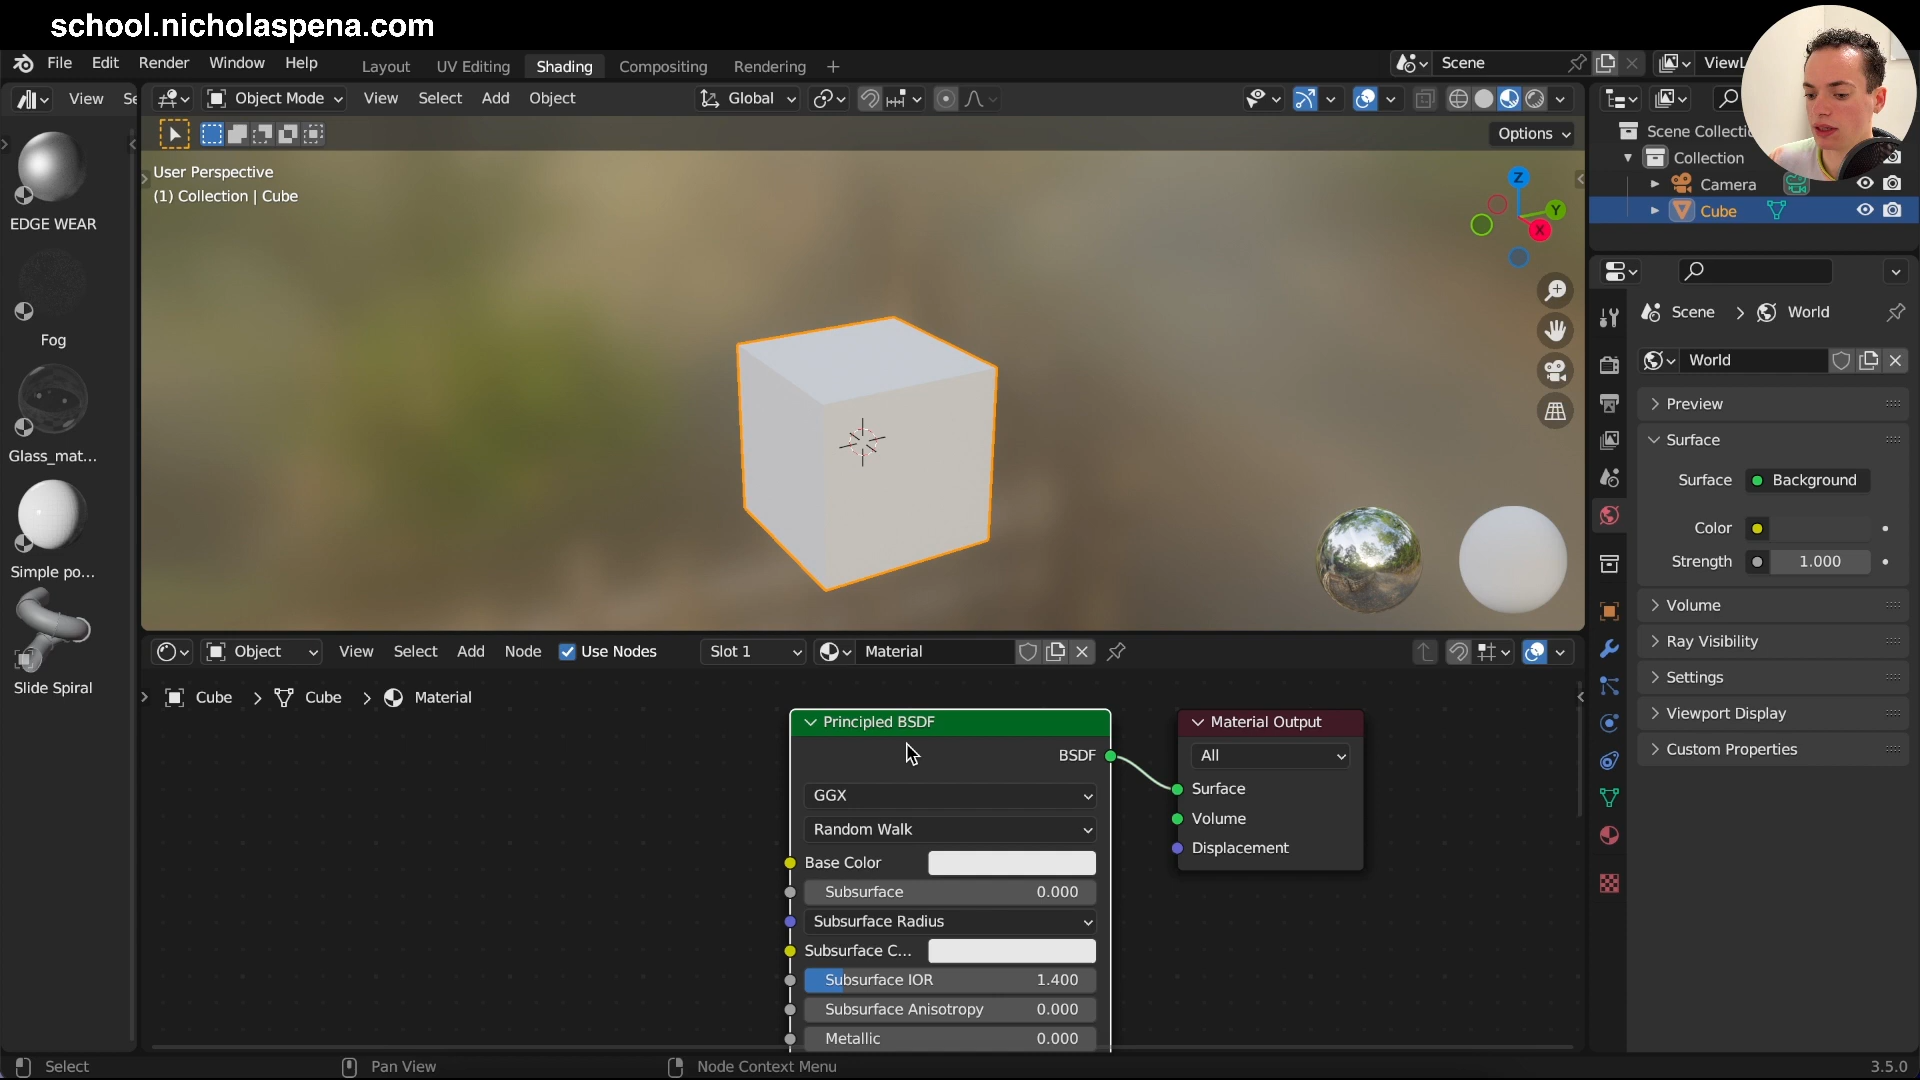 school.nicholaspena.com
File Edit Render Window Help Layout UV Editing Shading Compositing Rendering + Scene ViewL
View Se Object Mode View Select Add Object Global
Options
User Perspective
(1) Collection | Cube
Z
Y
X
EDGE WEAR
Fog
Glass_mat...
Simple po...
Slide Spiral
Scene Collectio
Collection
Camera
Cube
Scene > World
World
Preview
Surface
Surface Background
Color
Strength 1.000
Volume
Ray Visibility
Settings
Viewport Display
Custom Properties
Object View Select Add Node Use Nodes Slot 1 Material
Cube > Cube > Material
Principled BSDF
BSDF
GGX
Random Walk
Base Color
Subsurface 0.000
Subsurface Radius
Subsurface C...
Subsurface IOR 1.400
Subsurface Anisotropy 0.000
Metallic 0.000
Material Output
All
Surface
Volume
Displacement
Select Pan View Node Context Menu 3.5.0